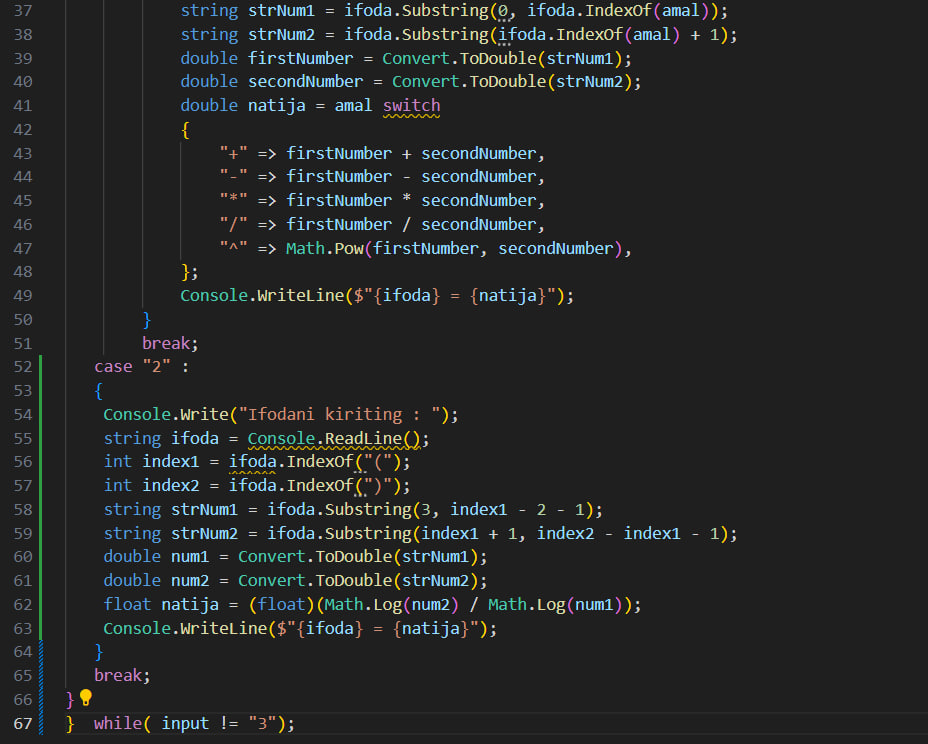 37 string strNum1 = ifoda.Substring(0, ifoda.IndexOf(amal));
38 string strNum2 = ifoda.Substring(ifoda.IndexOf(amal) + 1);
39 double firstNumber = Convert.ToDouble(strNum1);
40 double secondNumber = Convert.ToDouble(strNum2);
41 double natija = amal switch
42 {
43 "+" => firstNumber + secondNumber,
44 "-" => firstNumber - secondNumber,
45 "*" => firstNumber * secondNumber,
46 "/" => firstNumber / secondNumber,
47 "^" => Math.Pow(firstNumber, secondNumber),
48 };
49 Console.WriteLine($"{ifoda} = {natija}");
50 }
51 break;
52 case "2" :
53 {
54 Console.Write("Ifodani kiriting : ");
55 string ifoda = Console.ReadLine();
56 int index1 = ifoda.IndexOf("(");
57 int index2 = ifoda.IndexOf(")");
58 string strNum1 = ifoda.Substring(3, index1 - 2 - 1);
59 string strNum2 = ifoda.Substring(index1 + 1, index2 - index1 - 1);
60 double num1 = Convert.ToDouble(strNum1);
61 double num2 = Convert.ToDouble(strNum2);
62 float natija = (float)(Math.Log(num2) / Math.Log(num1));
63 Console.WriteLine($"{ifoda} = {natija}");
64 }
65 break;
66 }
67 } while( input != "3");